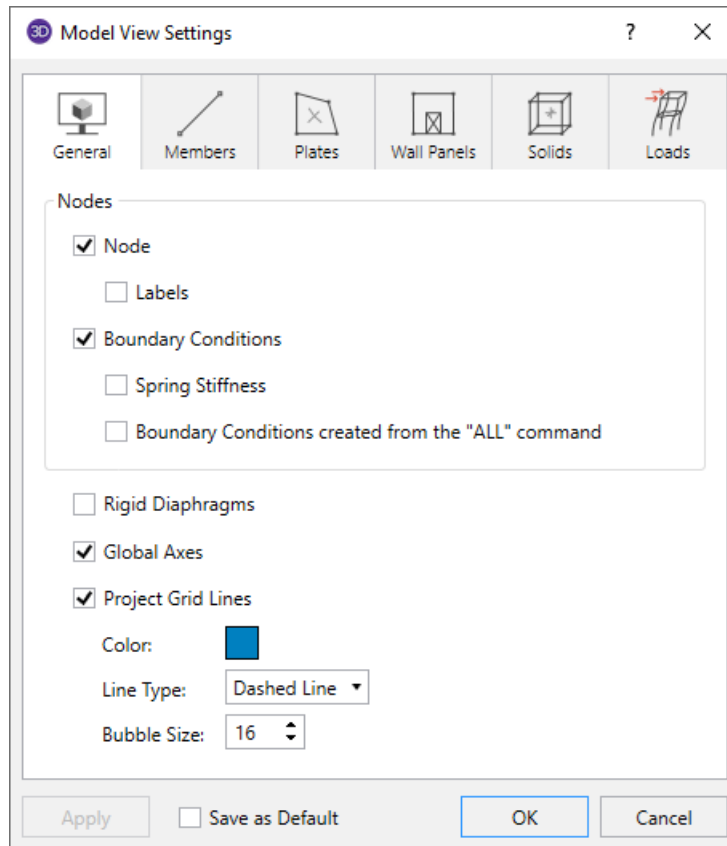 3D Model View Settings ?
General Members Plates Wall Panels Solids Loads
Nodes
Node
Labels
Boundary Conditions
Spring Stiffness
Boundary Conditions created from the "ALL" command
Rigid Diaphragms
Global Axes
Project Grid Lines
Color:
Line Type: Dashed Line
Bubble Size: 16
Apply Save as Default OK Cancel